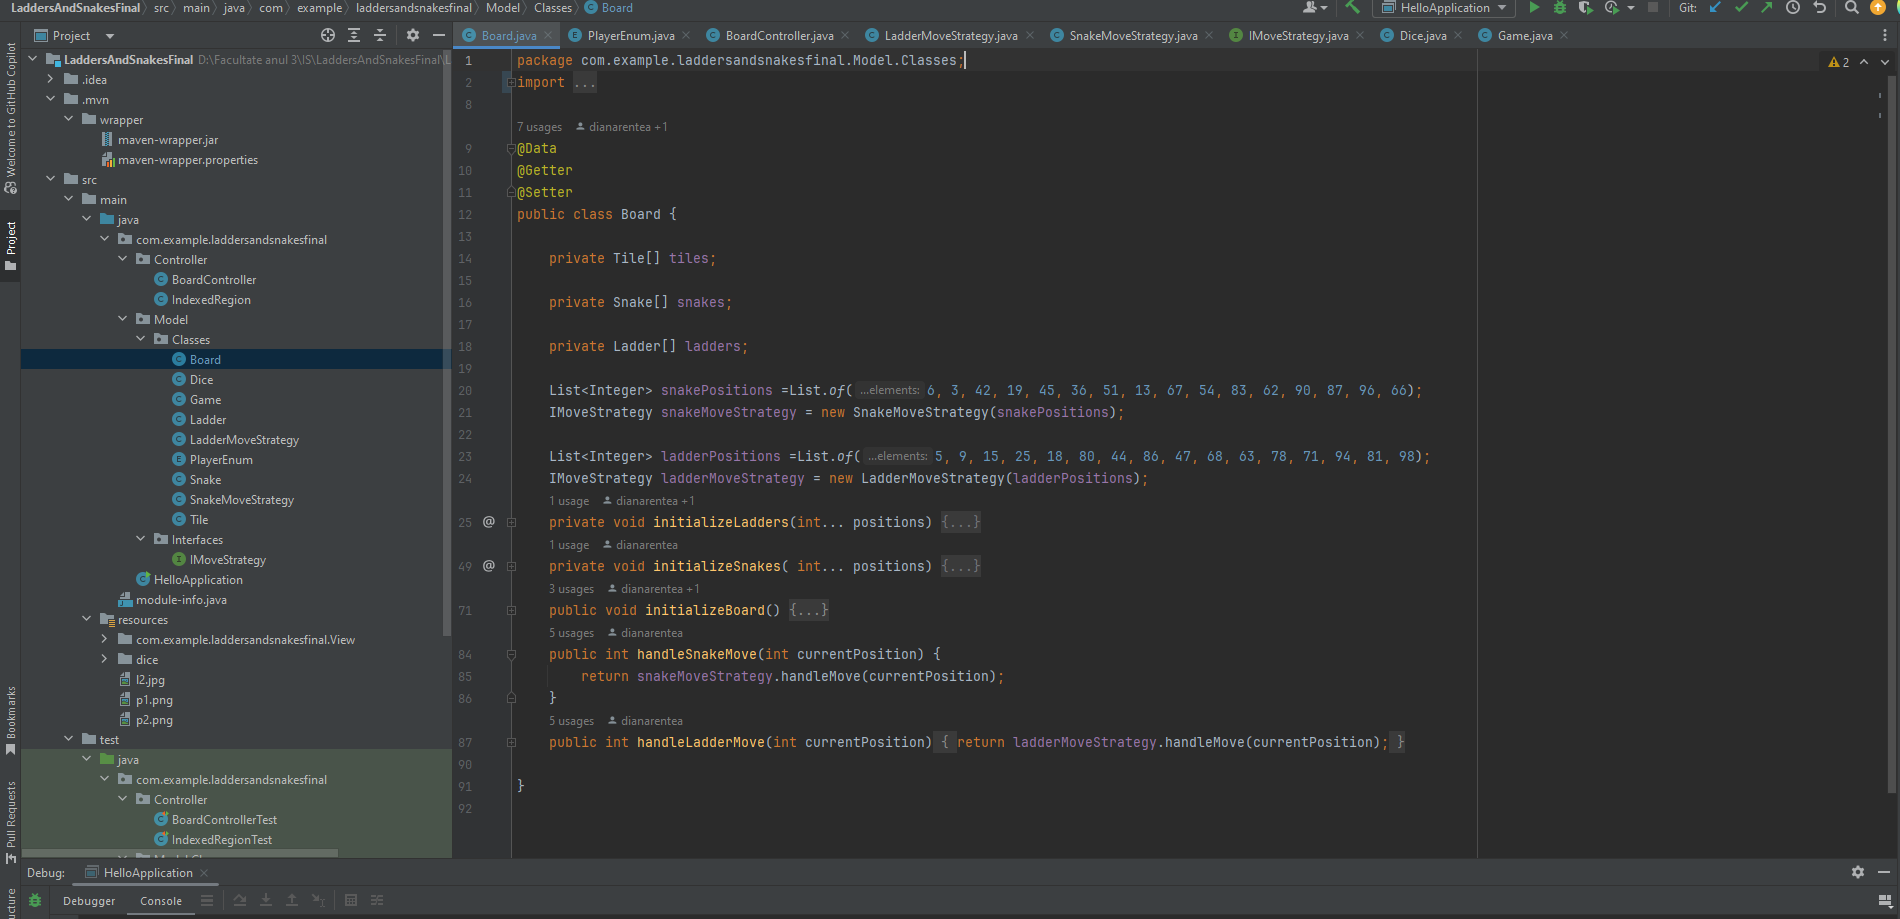 LaddersAndSnakesFinal src main java com example laddersandsnakesfinal Model Classes Board
HelloApplication Git:
Project
Board.java PlayerEnum.java BoardController.java LadderMoveStrategy.java SnakeMoveStrategy.java IMoveStrategy.java Dice.java Game.java
Welcome to GitHub Copilot
Project
Bookmarks
Pull Requests
LaddersAndSnakesFinal D:\Facultate anul 3\IS\LaddersAndSnakesFinal\L
.idea
.mvn
wrapper
maven-wrapper.jar
maven-wrapper.properties
src
main
java
com.example.laddersandsnakesfinal
Controller
BoardController
IndexedRegion
Model
Classes
Board
Dice
Game
Ladder
LadderMoveStrategy
PlayerEnum
Snake
SnakeMoveStrategy
Tile
Interfaces
IMoveStrategy
HelloApplication
module-info.java
resources
com.example.laddersandsnakesfinal.View
dice
l2.jpg
p1.png
p2.png
test
java
com.example.laddersandsnakesfinal
Controller
BoardControllerTest
IndexedRegionTest
2
1 package com.example.laddersandsnakesfinal.Model.Classes;
2 import ...
8
7 usages dianarentea +1
9 @Data
10 @Getter
11 @Setter
12 public class Board {
13
14 private Tile[] tiles;
15
16 private Snake[] snakes;
17
18 private Ladder[] ladders;
19
20 List<Integer> snakePositions =List.of( ...elements: 6, 3, 42, 19, 45, 36, 51, 13, 67, 54, 83, 62, 90, 87, 96, 66);
21 IMoveStrategy snakeMoveStrategy = new SnakeMoveStrategy(snakePositions);
22
23 List<Integer> ladderPositions =List.of( ...elements: 5, 9, 15, 25, 18, 80, 44, 86, 47, 68, 63, 78, 71, 94, 81, 98);
24 IMoveStrategy ladderMoveStrategy = new LadderMoveStrategy(ladderPositions);
1 usage dianarentea +1
25 @ private void initializeLadders(int... positions) {...}
1 usage dianarentea
49 @ private void initializeSnakes( int... positions) {...}
3 usages dianarentea +1
71 public void initializeBoard() {...}
5 usages dianarentea
84 public int handleSnakeMove(int currentPosition) {
85 return snakeMoveStrategy.handleMove(currentPosition);
86 }
5 usages dianarentea
87 public int handleLadderMove(int currentPosition) { return ladderMoveStrategy.handleMove(currentPosition); }
90
91 }
92
Debug: HelloApplication
Debugger Console